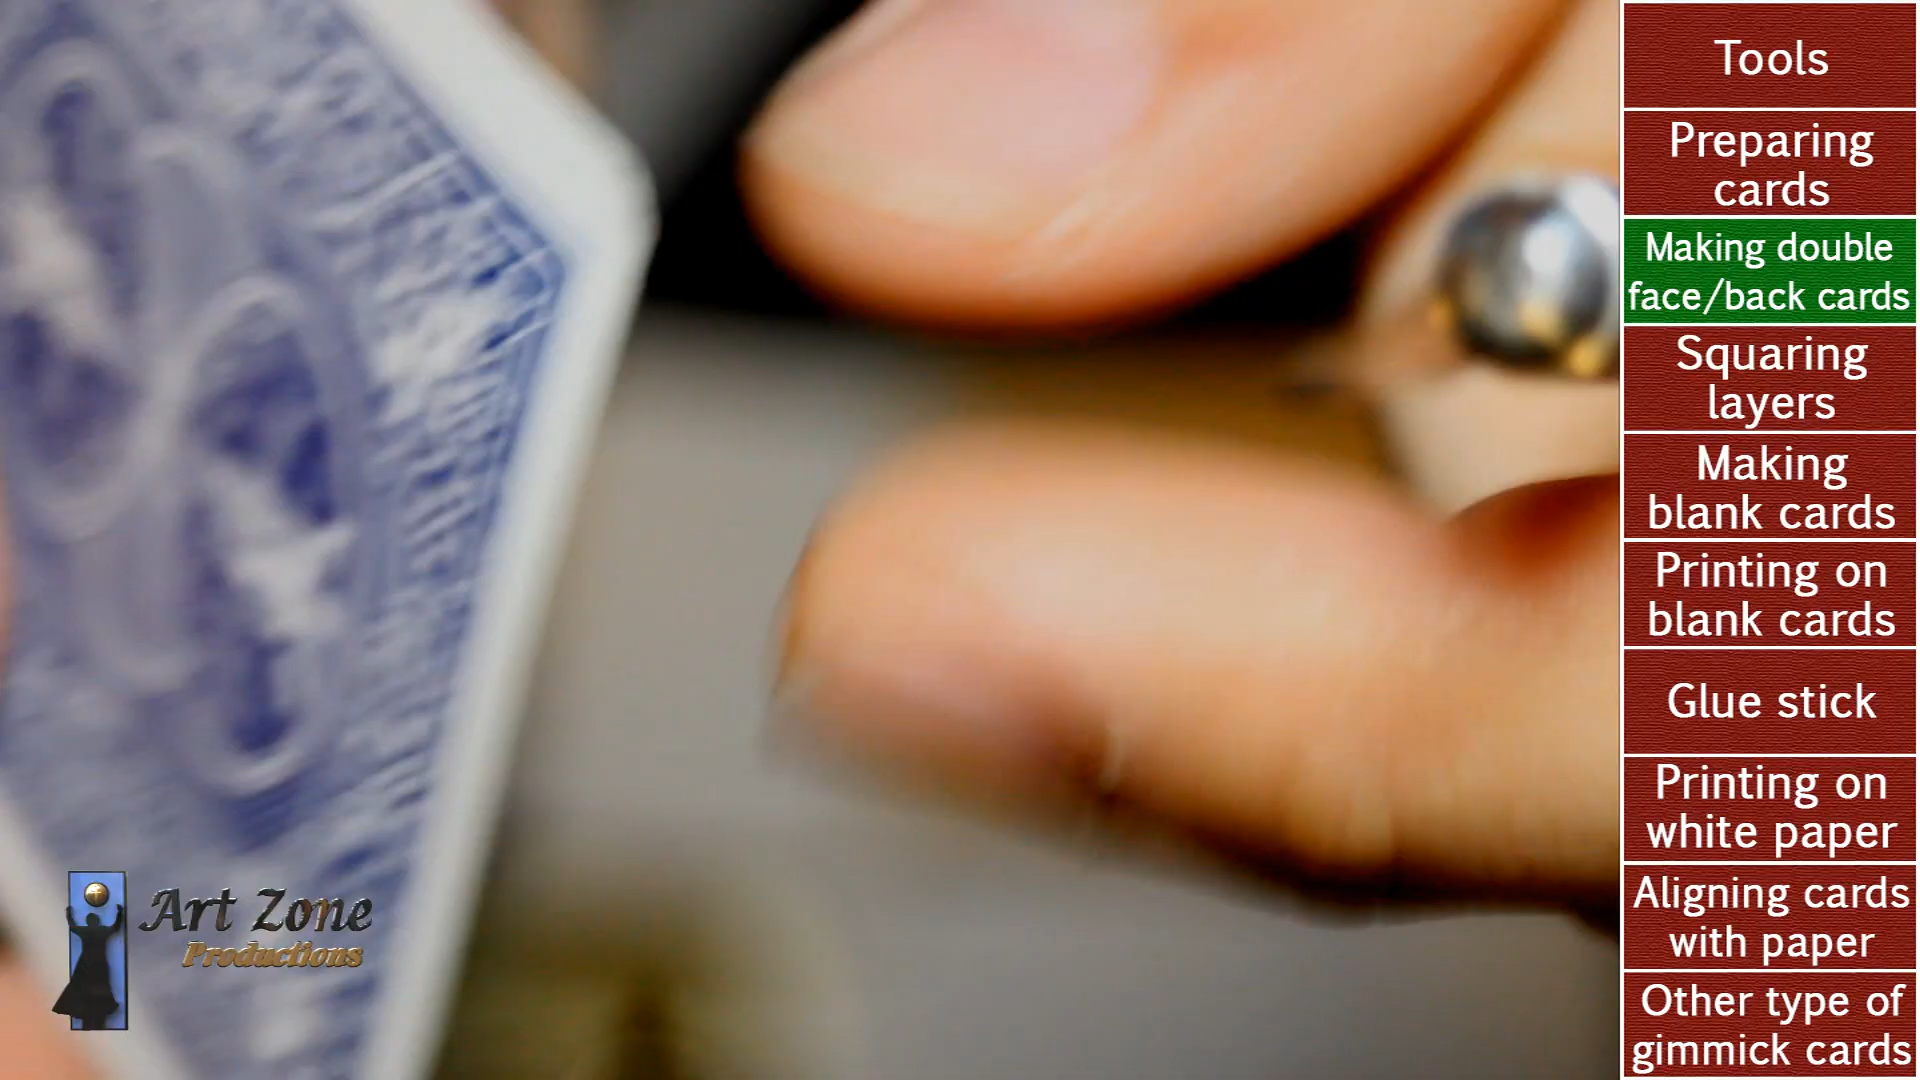 Tools
Preparing
cards
Making double
face/back cards
Squaring
layers
Making
blank cards
Printing on
blank cards
Glue stick
Printing on
white paper
Aligning cards
with paper
Other type of
gimmick cards
Art Zone
Productions